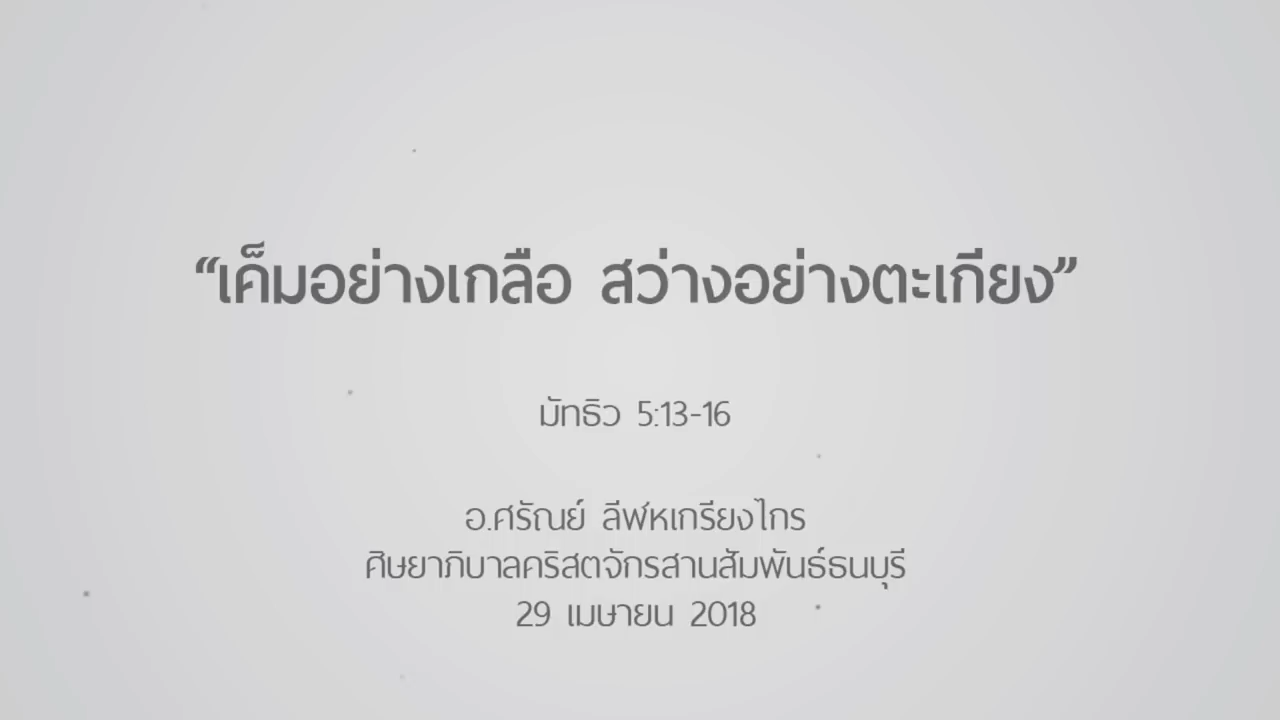 “เค็มอย่างเกลือ สว่างอย่างตะเกียง”
มัทธิว 5:13-16
อ.ศรัณย์ ลีฬหเกรียงไกร
ศิษยาภิบาลคริสตจักรสานสัมพันธ์ธนบุรี
29 เมษายน 2018